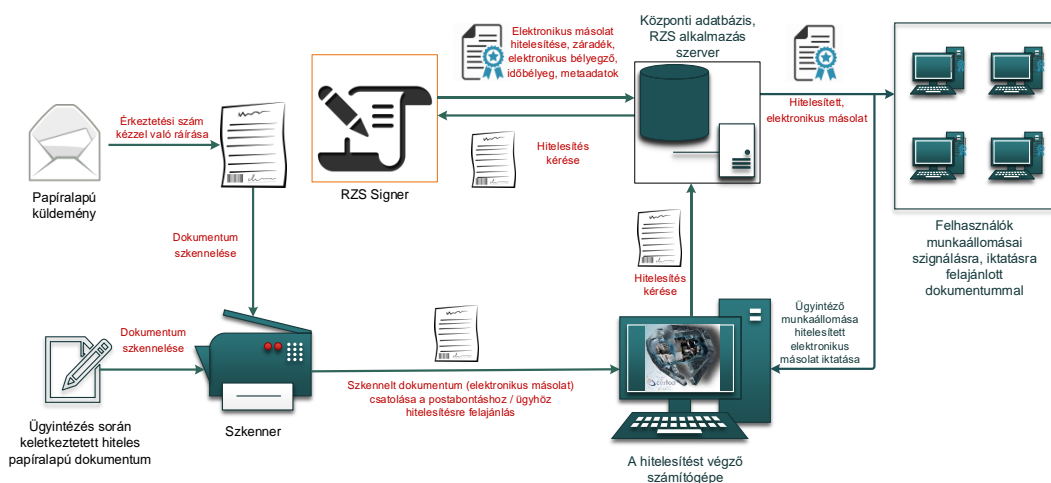 Elektronikus másolat
hitelesítése, záradék,
elektronikus bélyegző,
időbélyeg, metaadatok
Központi adatbázis,
RZS alkalmazás
szerver
Hitelesített,
elektronikus másolat
Érkeztetési szám
kézzel való ráírása
Hitelesítés
kérése
Papíralapú
küldemény
RZS Signer
Felhasználók
munkaállomásai
szignálásra, iktatásra
felajánlott
dokumentummal
Dokumentum
szkennelése
Hitelesítés
kérése
Ügyintéző
munkaállomása
hitelesített
elektronikus
másolat iktatása
Dokumentum
szkennelése
Szkennelt dokumentum (elektronikus másolat)
csatolása a postabontáshoz / ügyhöz
hitelesítésre felajánlás
Ügyintézés során
keletkeztetett hiteles
papíralapú dokumentum
Szkenner
A hitelesítést végző
számítógépe